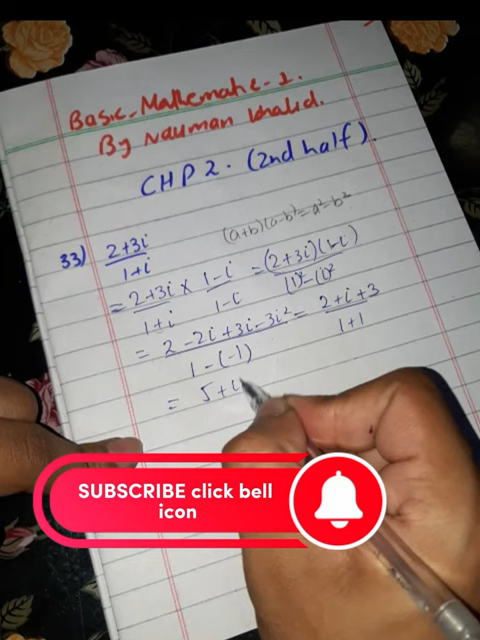 Basic-Mathematic-1.
By Nauman Khalid.
CHP 2. (2nd half).
(a+b)(a-b)=a²-b²
33) 2+3i / 1+i
= 2+3i / 1+i × 1-i / 1-i = (2+3i)(1-i) / (1)²-(i)²
= 2-2i+3i-3i² / 1-(-1) = 2+i+3 / 1+1
= 5+i
SUBSCRIBE click bell
icon